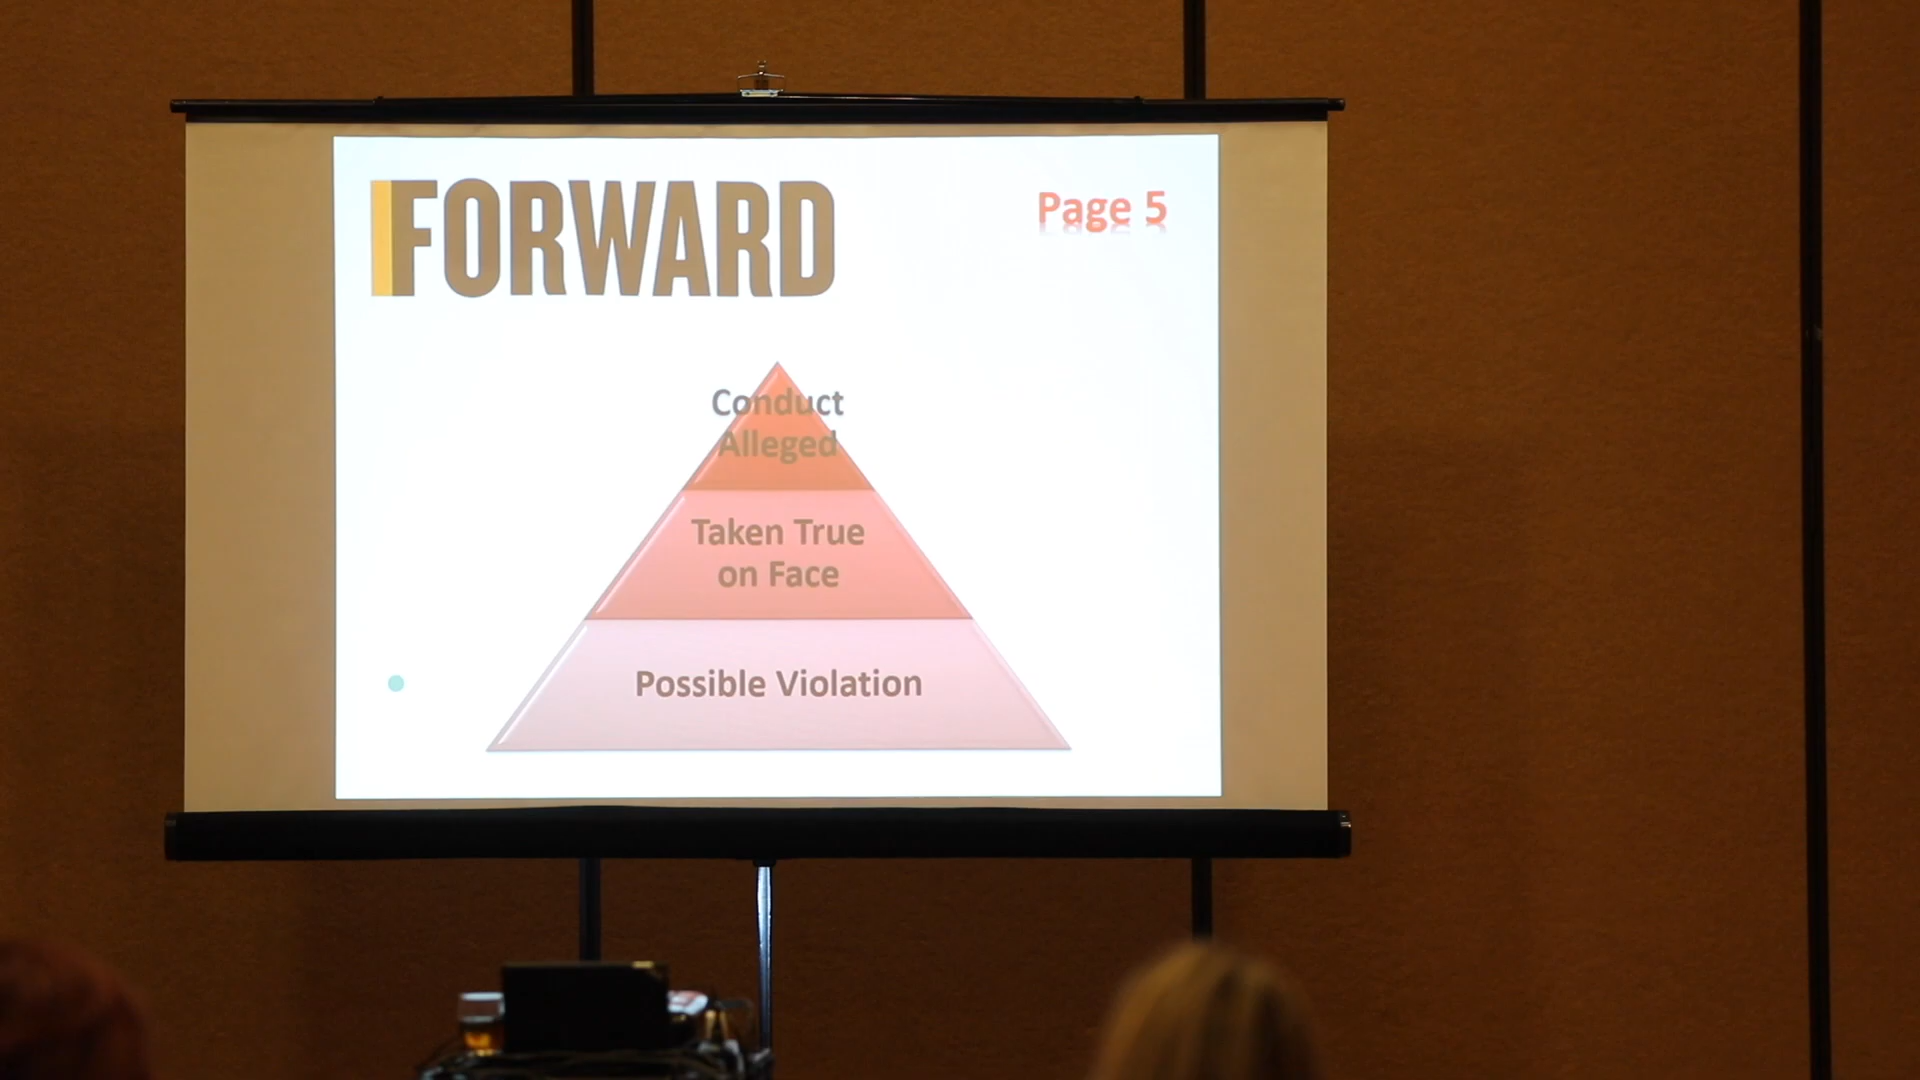 FORWARD
Page 5
Conduct
Alleged
Taken True
on Face
Possible Violation